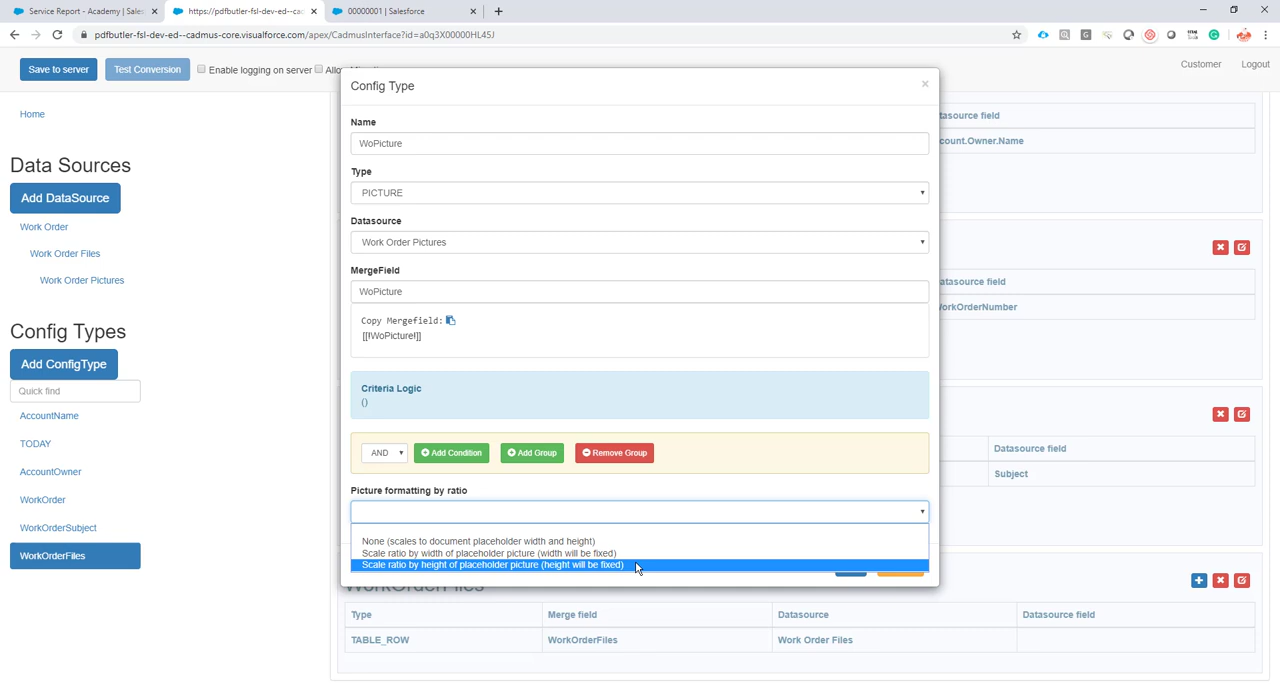 Service Report - Academy | Sales
https://pdfbutler-fsl-dev-ed--cad
00000001 | Salesforce
pdfbutler-fsl-dev-ed--cadmus-core.visualforce.com/apex/CadmusInterface?id=a0q3X00000HL45J
Save to server
Test Conversion
Enable logging on server
Customer
Logout
Home
Data Sources
Add DataSource
Work Order
Work Order Files
Work Order Pictures
Config Types
Add ConfigType
Quick find
AccountName
TODAY
AccountOwner
WorkOrder
WorkOrderSubject
WorkOrderFiles
Config Type
×
Name
WoPicture
Type
PICTURE
Datasource
Work Order Pictures
MergeField
WoPicture
Copy Mergefield:
[[!WoPicture!]]
Criteria Logic
()
AND
Add Condition
Add Group
Remove Group
Picture formatting by ratio
None (scales to document placeholder width and height)
Scale ratio by width of placeholder picture (width will be fixed)
Scale ratio by height of placeholder picture (height will be fixed)
tasource field
count.Owner.Name
atasource field
WorkOrderNumber
Datasource field
Subject
WorkOrderFiles
Type Merge field Datasource Datasource field
TABLE_ROW WorkOrderFiles Work Order Files